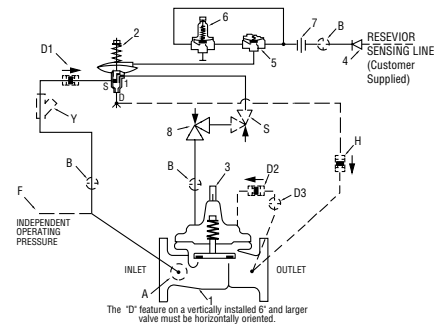 6
7
B
D1
2
RESEVIOR
SENSING LINE
(Customer
Supplied)
4
5
S
1
D
Y
8
S
H
B
B
3
D2
D3
F
INDEPENDENT
OPERATING
PRESSURE
INLET
OUTLET
A
1
The "D" feature on a vertically installed 6" and larger
valve must be horizontally oriented.